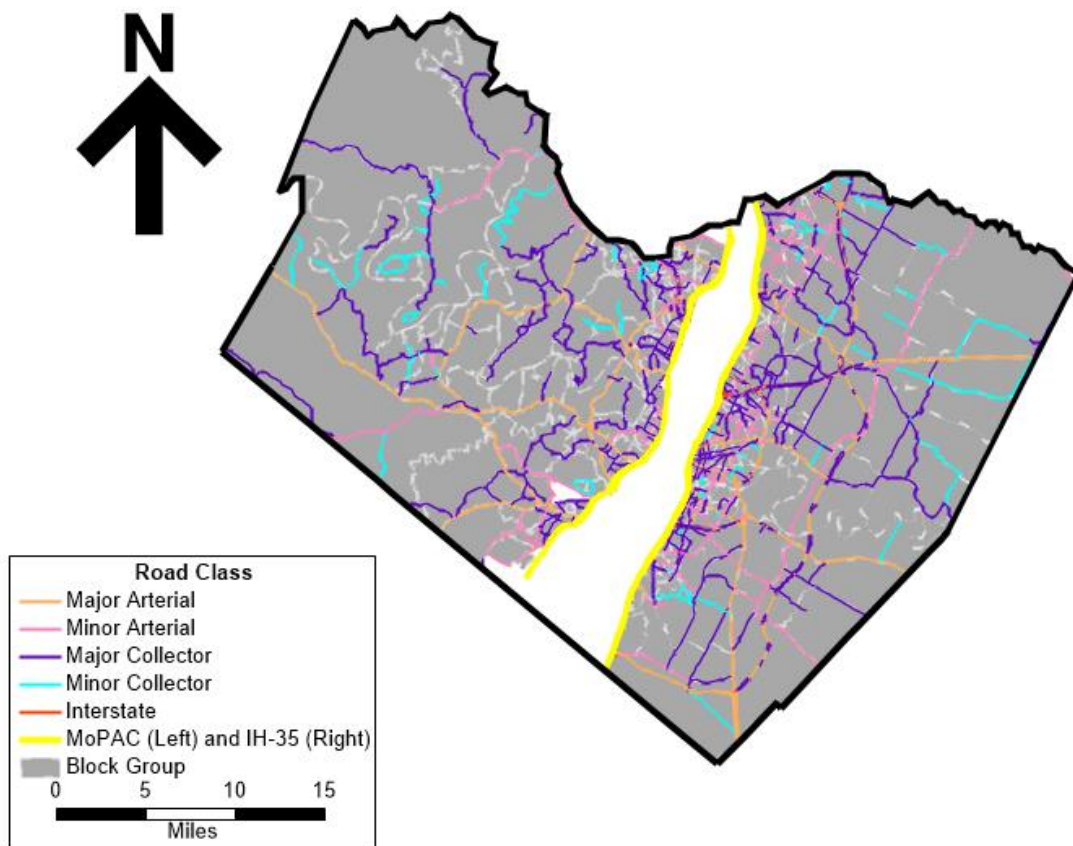 N
Road Class
Major Arterial
Minor Arterial
Major Collector
Minor Collector
Interstate
MoPAC (Left) and IH-35 (Right)
Block Group
0 5 10 15
Miles